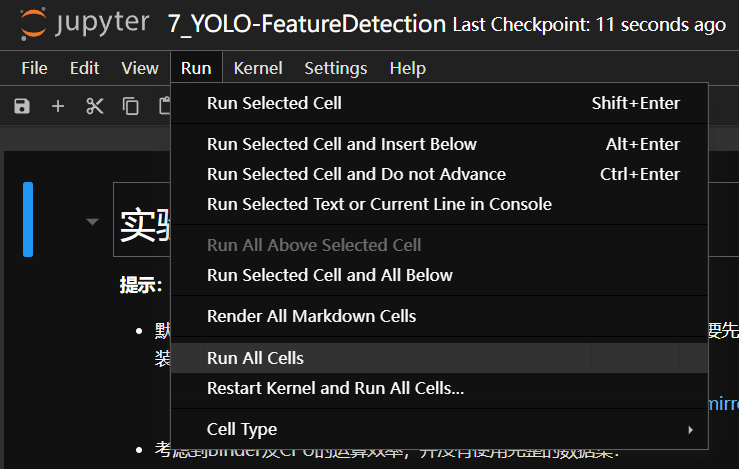 jupyter 7_YOLO-FeatureDetection Last Checkpoint: 11 seconds ago
File Edit View Run Kernel Settings Help
Run Selected Cell Shift+Enter
Run Selected Cell and Insert Below Alt+Enter
Run Selected Cell and Do not Advance Ctrl+Enter
Run Selected Text or Current Line in Console
实
Run All Above Selected Cell
Run Selected Cell and All Below
提示:
Render All Markdown Cells
要先
装
Run All Cells
Restart Kernel and Run All Cells...
mirro
Cell Type
考虑到Binder及CPU的运算效率，并没有使用完整的数据集.